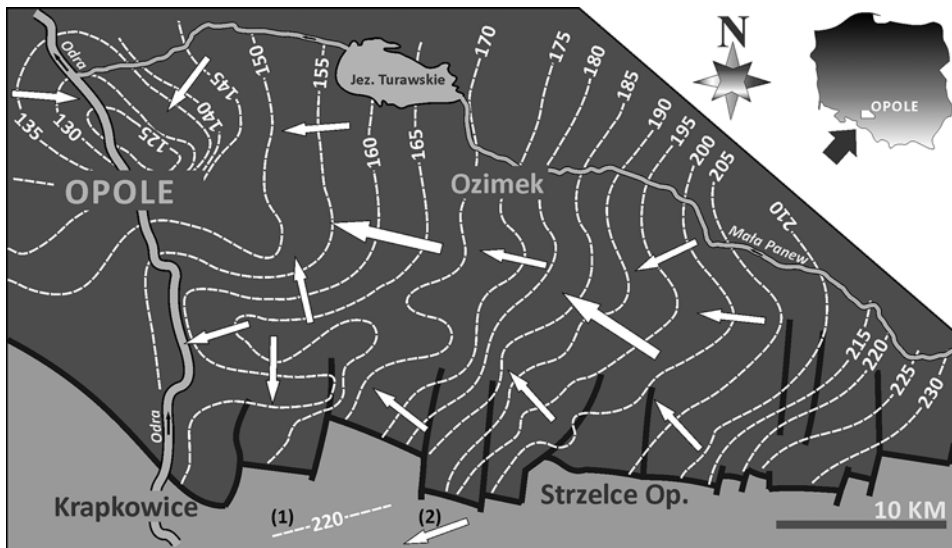 N
OPOLE
Odra
Jez. Turawskie
135
130
125
140
145
150
155
160
165
170
175
180
185
190
195
200
205
210
215
220
225
230
OPOLE
Ozimek
Mała Panew
Odra
Krapkowice
(1)
220
(2)
Strzelce Op.
10 KM